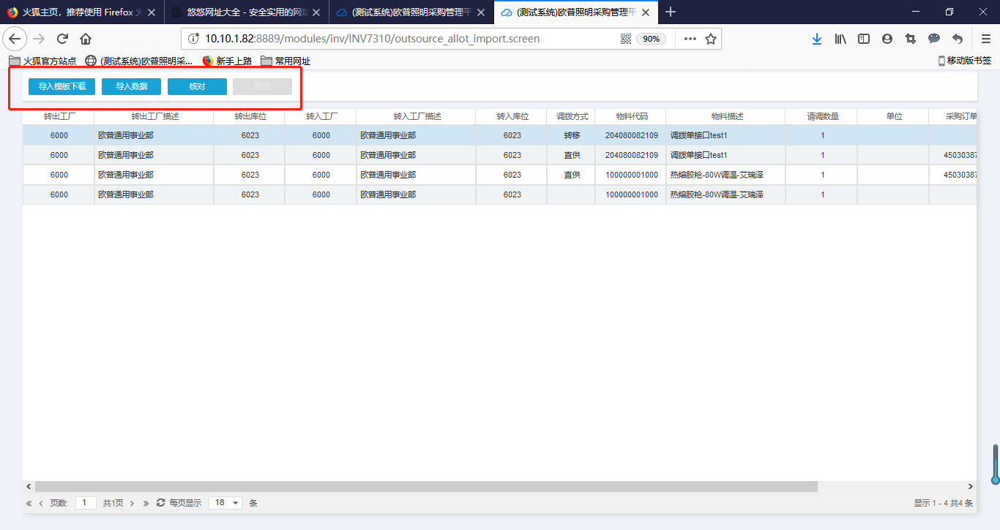 火狐主页，推荐使用 Firefox 火
悠悠网址大全 - 安全实用的网址
(测试系统)欧普照明采购管理平
(测试系统)欧普照明采购管理平
10.10.1.82:8889/modules/inv/INV7310/outsource_allot_import.screen
90%
火狐官方站点 (测试系统)欧普照明采... 新手上路 常用网址 移动版书签
导入模板下载 导入数据 核对 提交
转出工厂 转出工厂描述 转出库位 转入工厂 转入工厂描述 转入库位 调拨方式 物料代码 物料描述 请调数量 单位 采购订单
6000 欧普通用事业部 6023 6000 欧普通用事业部 6023 转移 204080082109 调拨单接口test1 1
6000 欧普通用事业部 6023 6000 欧普通用事业部 6023 直供 204080082109 调拨单接口test1 1 45030387
6000 欧普通用事业部 6023 6000 欧普通用事业部 6023 直供 100000001000 热熔胶枪-80W调温-艾瑞泽 1 45030387
6000 欧普通用事业部 6023 6000 欧普通用事业部 6023 100000001000 热熔胶枪-80W调温-艾瑞泽 1
页数: 1 共1页 每页显示 18 条 显示 1 - 4 共4 条